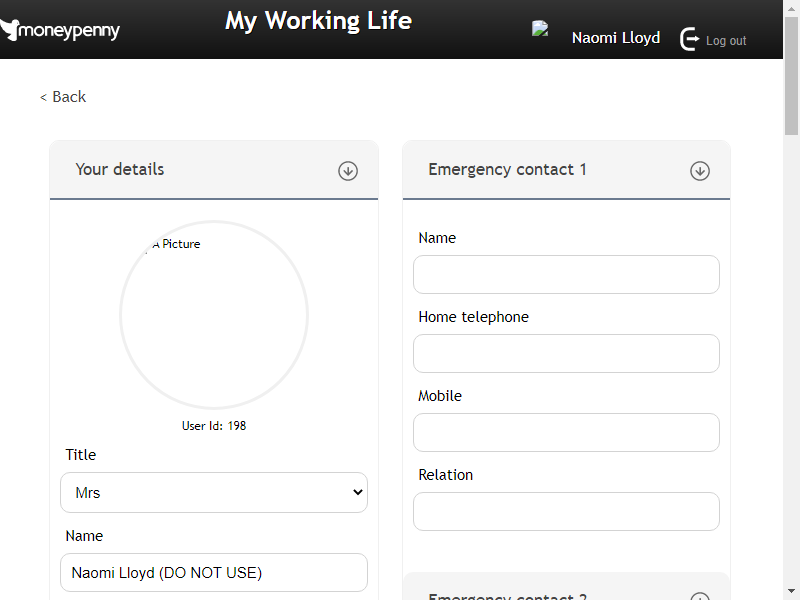 moneypenny
My Working Life
Naomi Lloyd
Log out
< Back
Your details
A Picture
User Id: 198
Title
Mrs
Name
Naomi Lloyd (DO NOT USE)
Emergency contact 1
Name
Home telephone
Mobile
Relation
Emergency contact 2